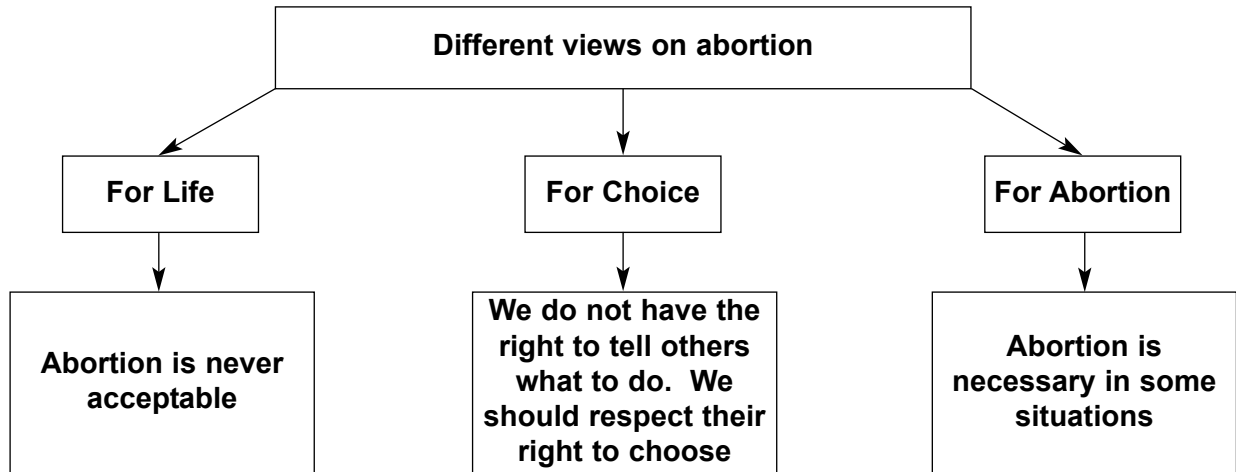 Different views on abortion
For Life
For Choice
For Abortion
Abortion is never
acceptable
We do not have the
right to tell others
what to do.  We
should respect their
right to choose
Abortion is
necessary in some
situations